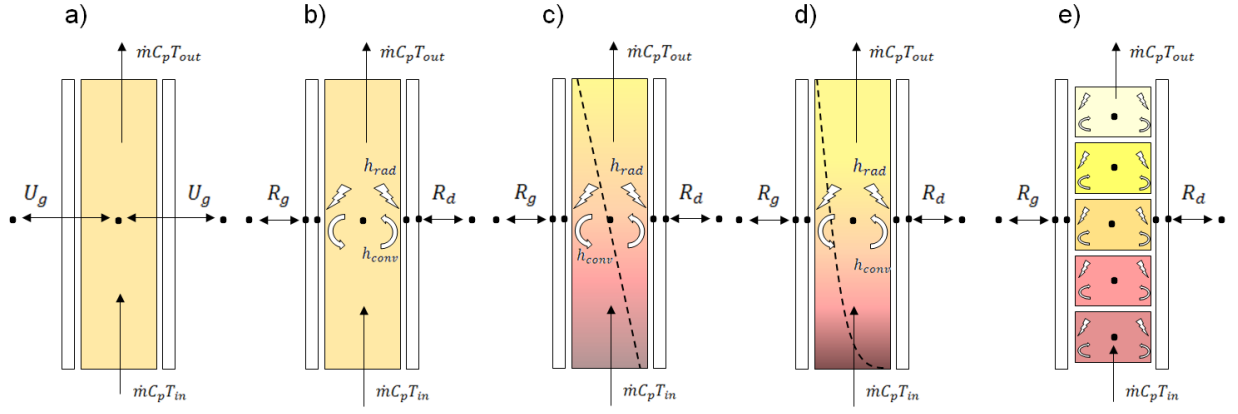 a)
b)
c)
d)
e)
ṁC_pT_out
ṁC_pT_out
ṁC_pT_out
ṁC_pT_out
ṁC_pT_out
h_rad
h_rad
h_rad
U_g
U_g
R_g
R_d
R_g
R_d
R_g
R_d
R_g
R_d
h_conv
h_conv
h_conv
ṁC_pT_in
ṁC_pT_in
ṁC_pT_in
ṁC_pT_in
ṁC_pT_in